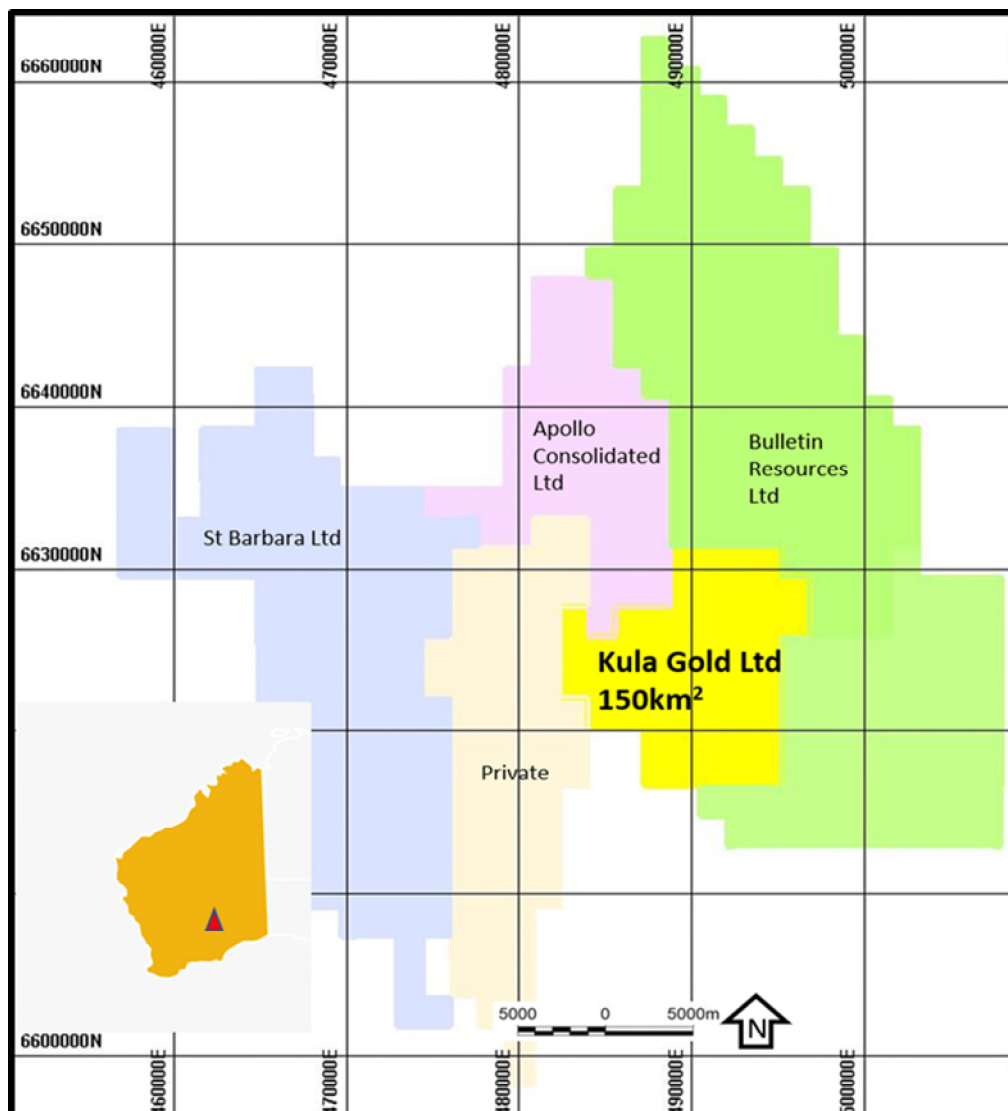 460000E
470000E
480000E
490000E
500000E
6660000N
6650000N
6640000N
Apollo
Consolidated
Ltd
Bulletin
Resources
Ltd
St Barbara Ltd
6630000N
Kula Gold Ltd
150km²
Private
5000 0 5000m
N
6600000N
460000E
470000E
480000E
490000E
500000E